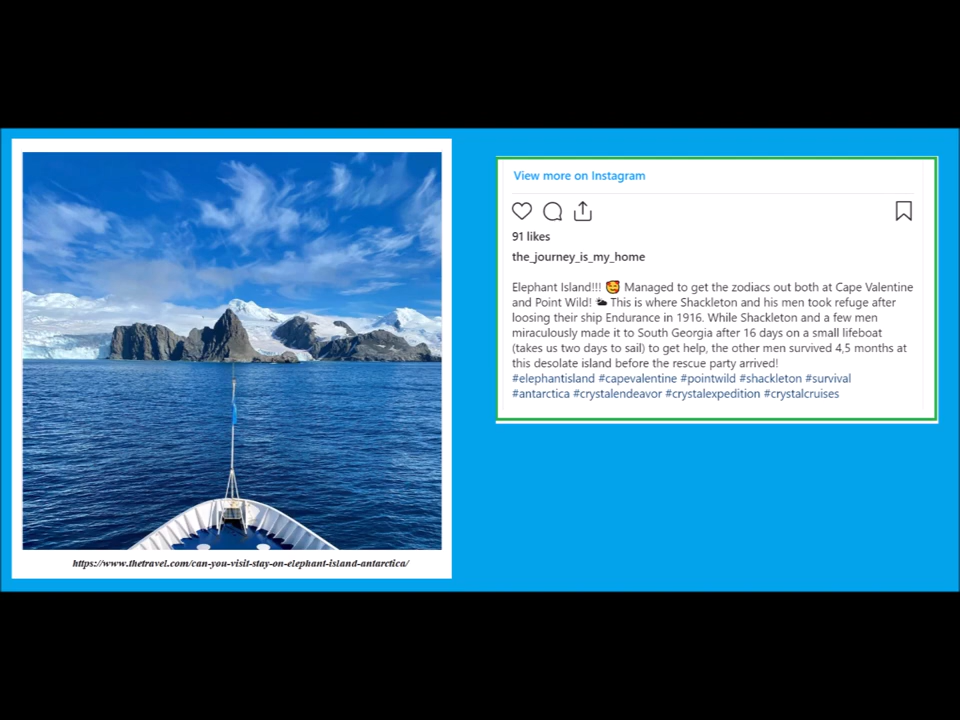 View more on Instagram
91 likes
the_journey_is_my_home
Elephant Island!!! 🥰 Managed to get the zodiacs out both at Cape Valentine
and Point Wild! 🌥 This is where Shackleton and his men took refuge after
loosing their ship Endurance in 1916. While Shackleton and a few men
miraculously made it to South Georgia after 16 days on a small lifeboat
(takes us two days to sail) to get help, the other men survived 4,5 months at
this desolate island before the rescue party arrived!
#elephantisland #capevalentine #pointwild #shackleton #survival
#antarctica #crystalendeavor #crystalexpedition #crystalcruises
https://www.thetravel.com/can-you-visit-stay-on-elephant-island-antarctica/